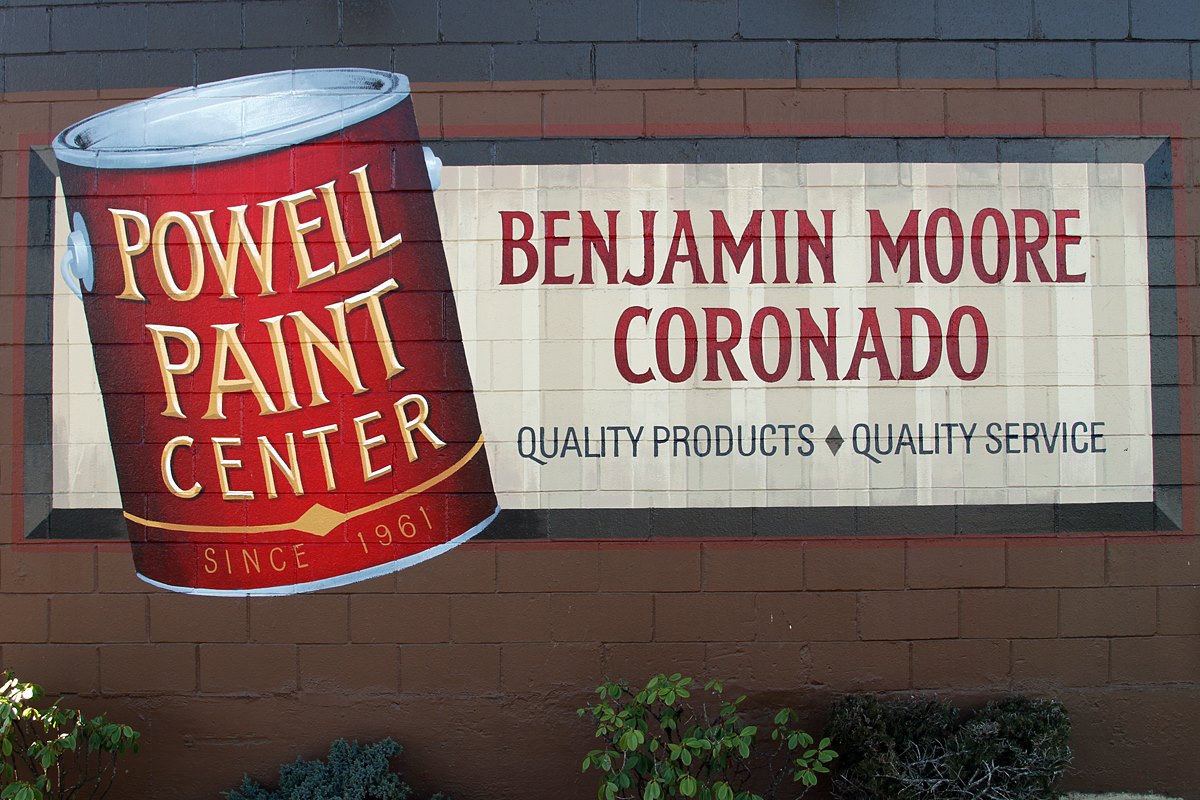 POWELL
PAINT
CENTER
SINCE 1961
BENJAMIN MOORE
CORONADO
QUALITY PRODUCTS ♦ QUALITY SERVICE